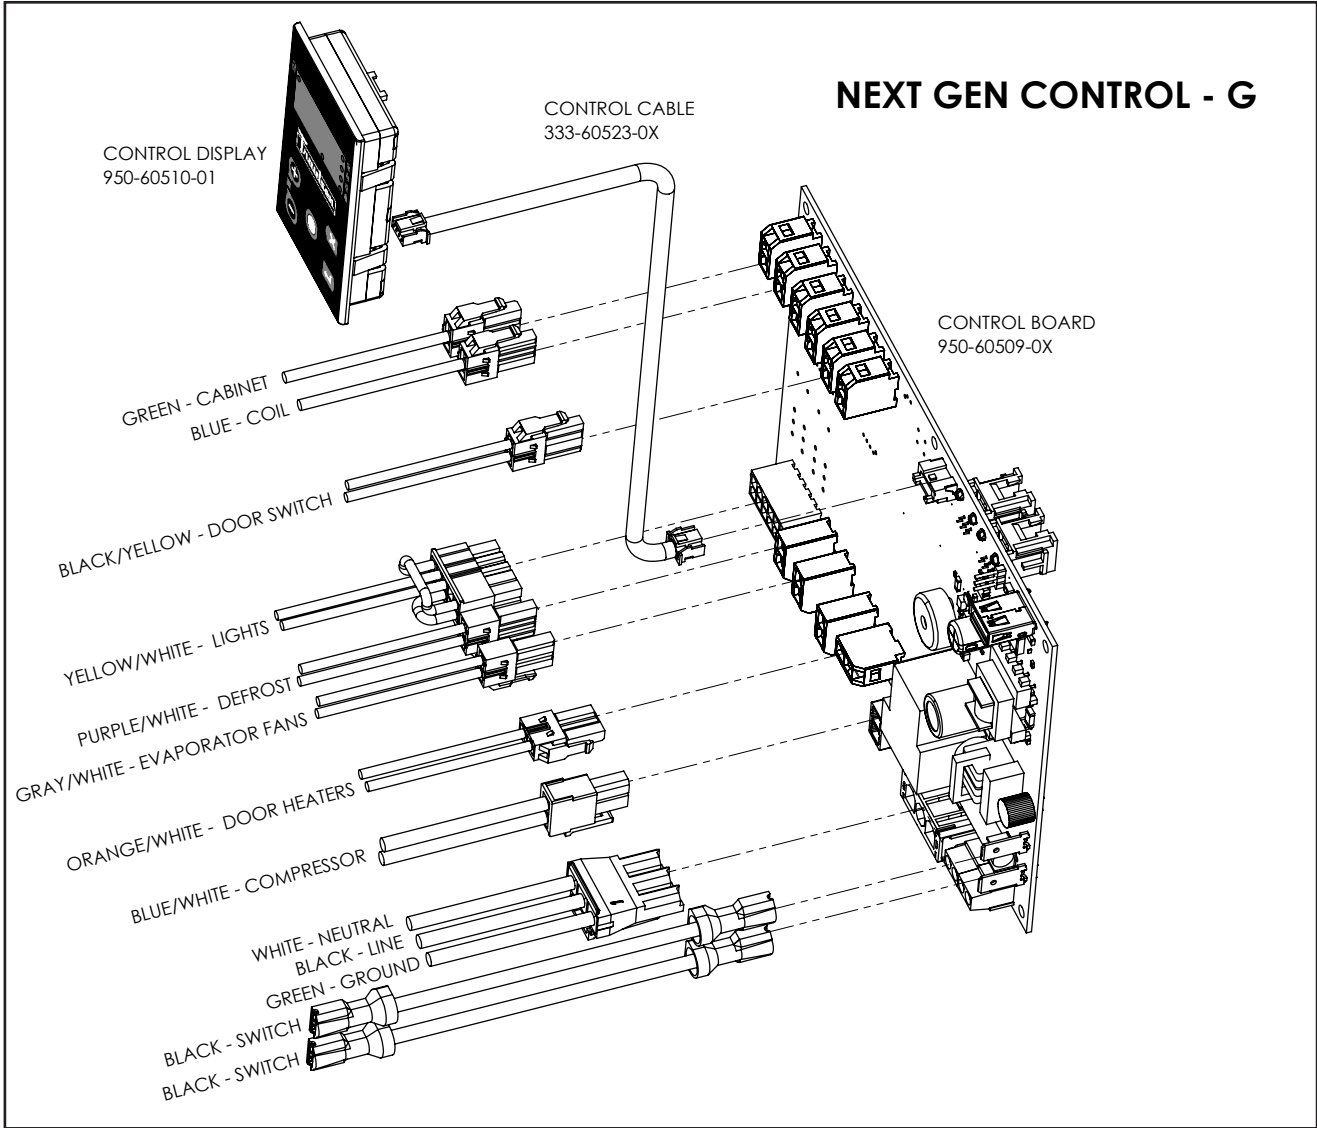 NEXT GEN CONTROL - G
CONTROL CABLE
333-60523-0X
CONTROL DISPLAY
950-60510-01
CONTROL BOARD
950-60509-0X
GREEN - CABINET
BLUE - COIL
BLACK/YELLOW - DOOR SWITCH
YELLOW/WHITE - LIGHTS
PURPLE/WHITE - DEFROST
GRAY/WHITE - EVAPORATOR FANS
ORANGE/WHITE - DOOR HEATERS
BLUE/WHITE - COMPRESSOR
WHITE - NEUTRAL
BLACK - LINE
GREEN - GROUND
BLACK - SWITCH
BLACK - SWITCH